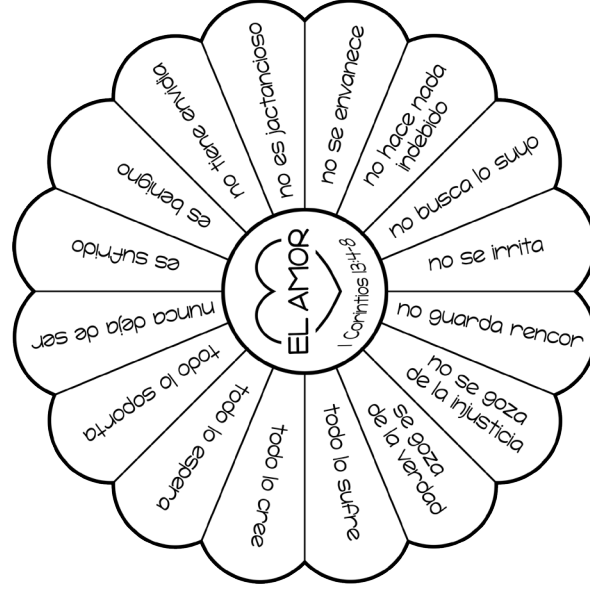 EL AMOR
1 Corintios 13:4-8
es sufrido
es benigno
no tiene envidia
no es jactancioso
no se envanece
no hace nada
indebido
no busca lo suyo
no se irrita
no guarda rencor
no se goza
de la injusticia
se goza
de la verdad
todo lo sufre
todo lo cree
todo lo espera
todo lo soporta
nunca deja de ser